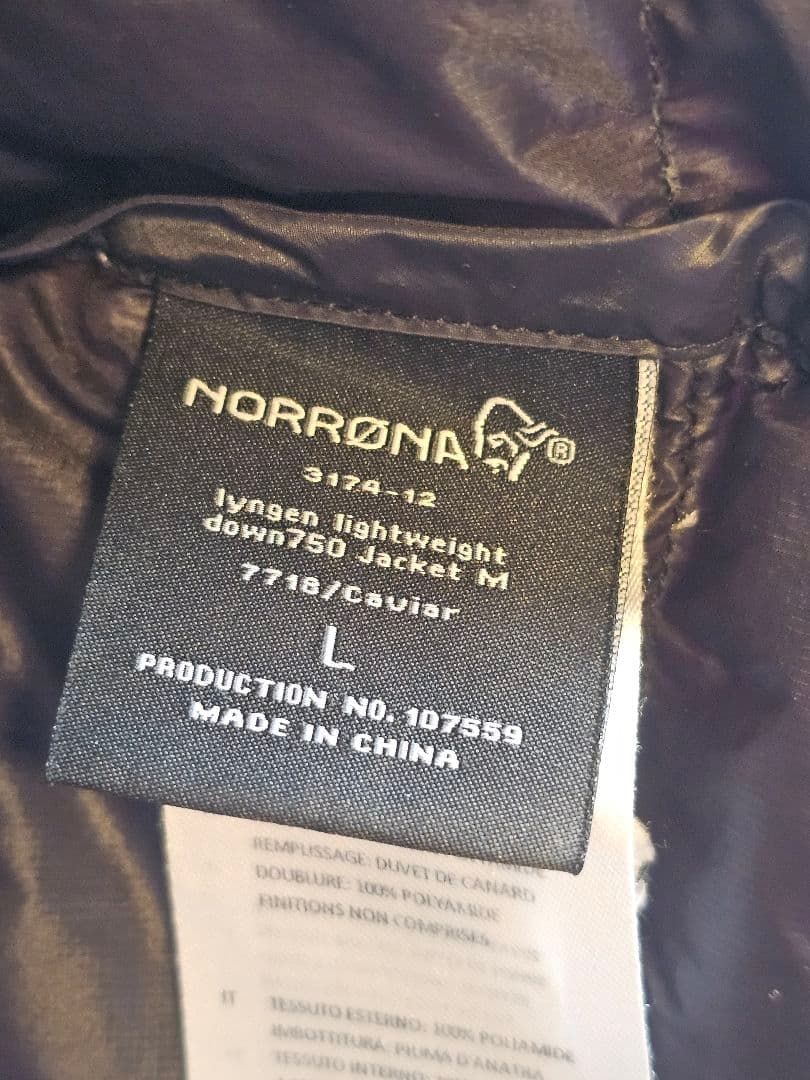 NORRØNA ®
3174-12
lyngen lightweight
down750 Jacket M
7718/Caviar
L
PRODUCTION NO. 107559
MADE IN CHINA
REMPLISSAGE: DUVET DE CANARD
DOUBLURE: 100% POLYAMIDE
FINITIONS NON COMPRISES
IT TESSUTO ESTERNO: 100% POLIAMIDE
IMBOTTITURA: PIUMA D'ANATRA
TESSUTO INTERNO: